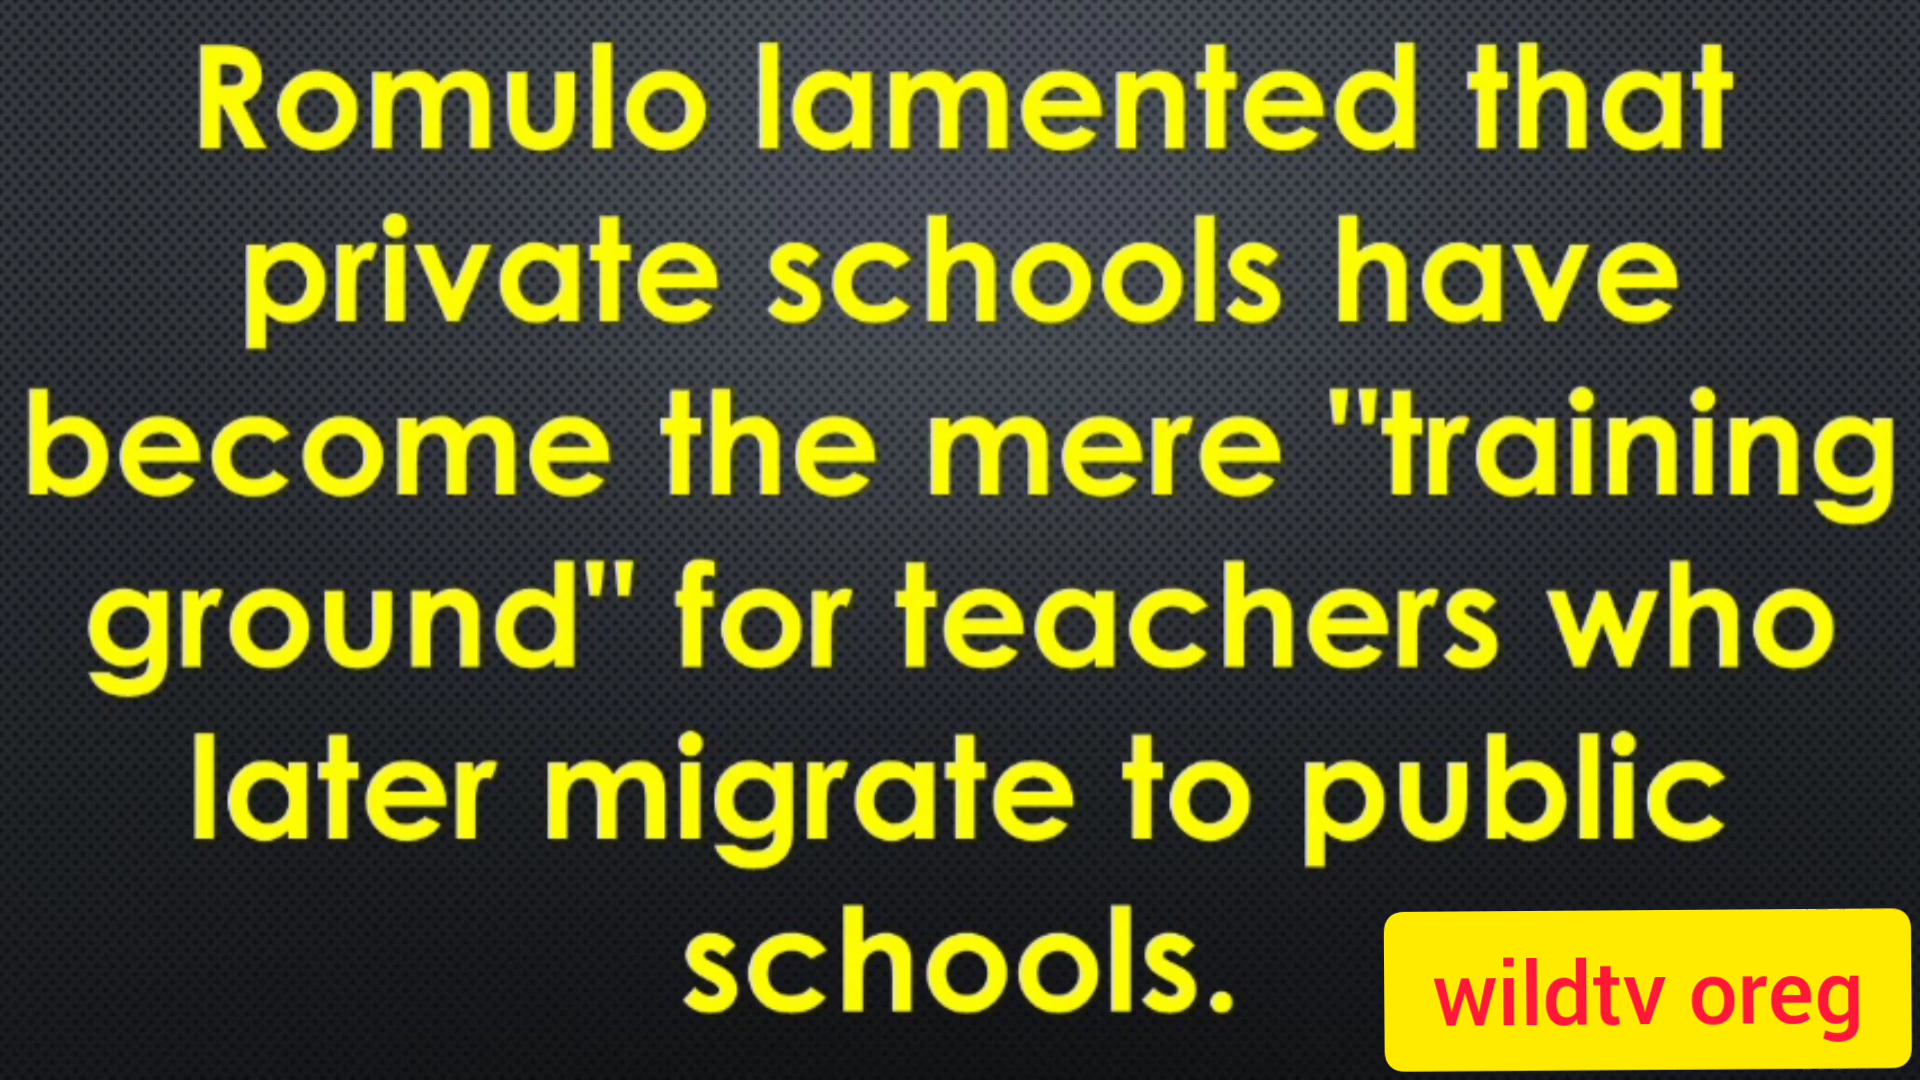 Romulo lamented that
private schools have
become the mere "training
ground" for teachers who
later migrate to public
schools.
wildtv oreg